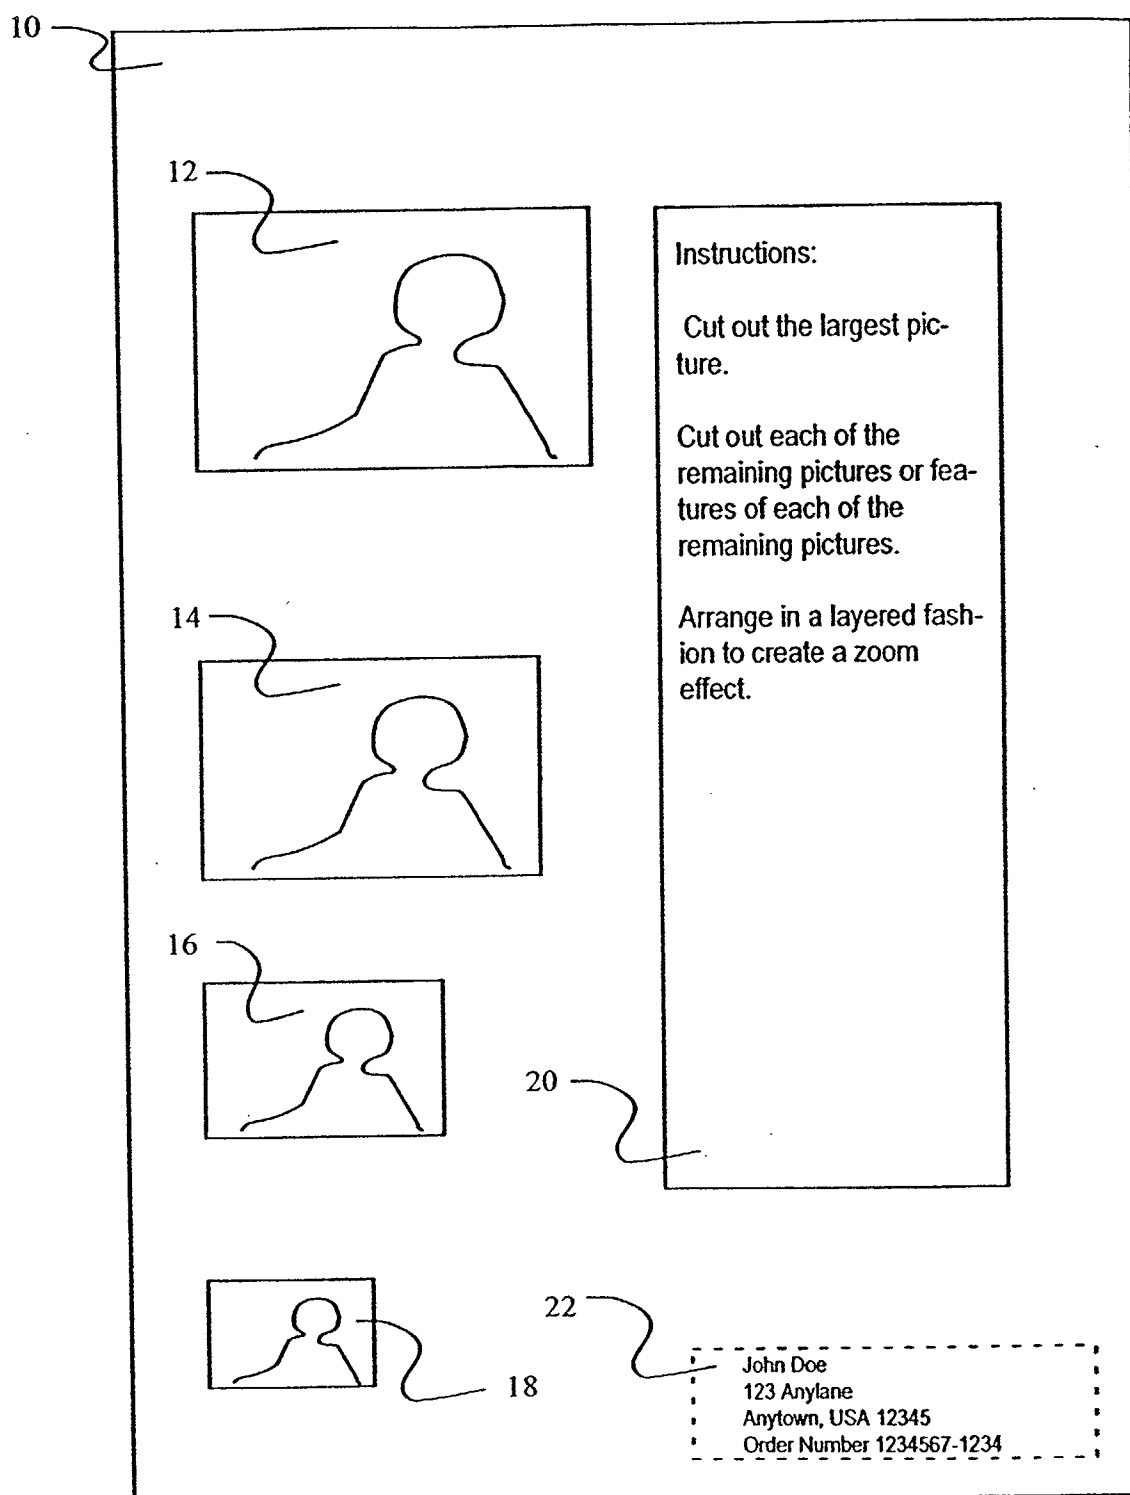 10
12
Instructions:
Cut out the largest pic-
ture.
Cut out each of the
remaining pictures or fea-
tures of each of the
remaining pictures.
14
Arrange in a layered fash-
ion to create a zoom
effect.
16
20
22
18
John Doe
123 Anylane
Anytown, USA 12345
Order Number 1234567-1234